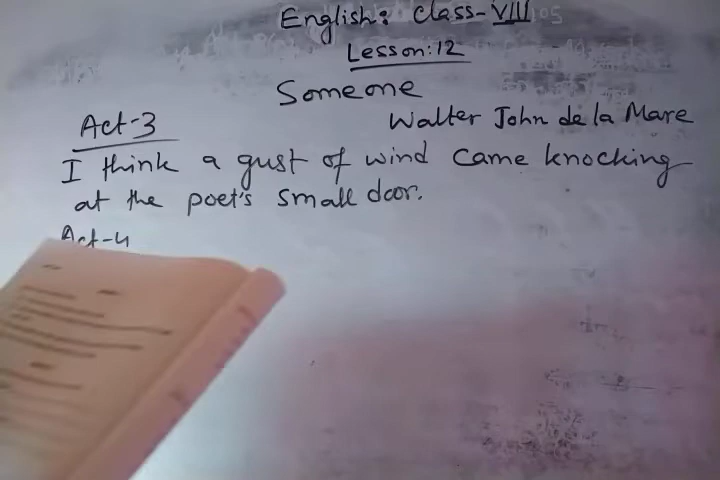 English: Class-VIII
Lesson:12
Someone
Walter John de la Mare
Act-3
I think a gust of wind came knocking
at the poet's small door.
Act-4